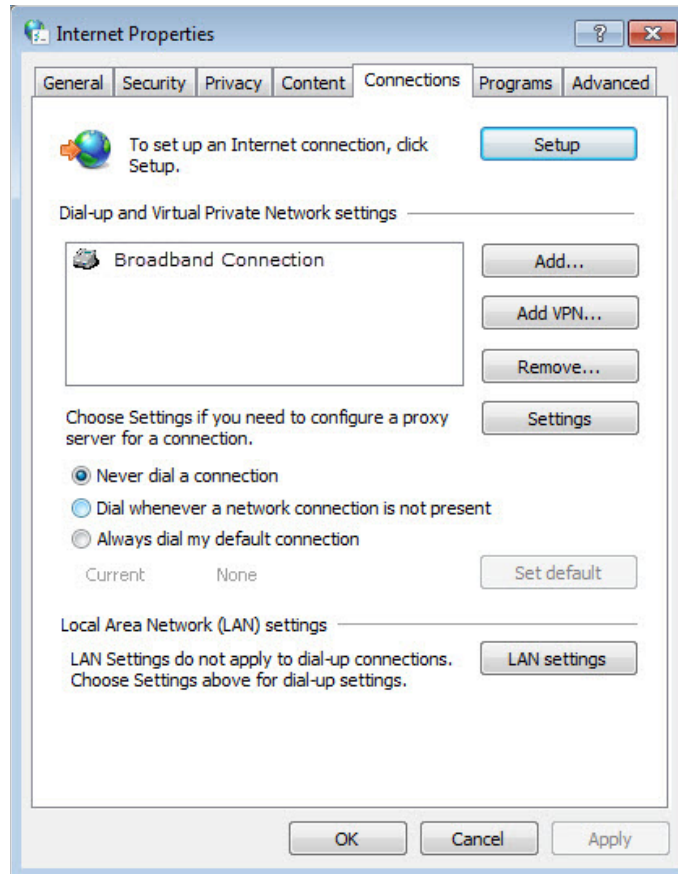 Internet Properties
General Security Privacy Content Connections Programs Advanced
To set up an Internet connection, click
Setup.
Setup
Dial-up and Virtual Private Network settings
Broadband Connection
Add...
Add VPN...
Remove...
Choose Settings if you need to configure a proxy
server for a connection.
Settings
Never dial a connection
Dial whenever a network connection is not present
Always dial my default connection
Current None
Set default
Local Area Network (LAN) settings
LAN Settings do not apply to dial-up connections.
Choose Settings above for dial-up settings.
LAN settings
OK Cancel Apply